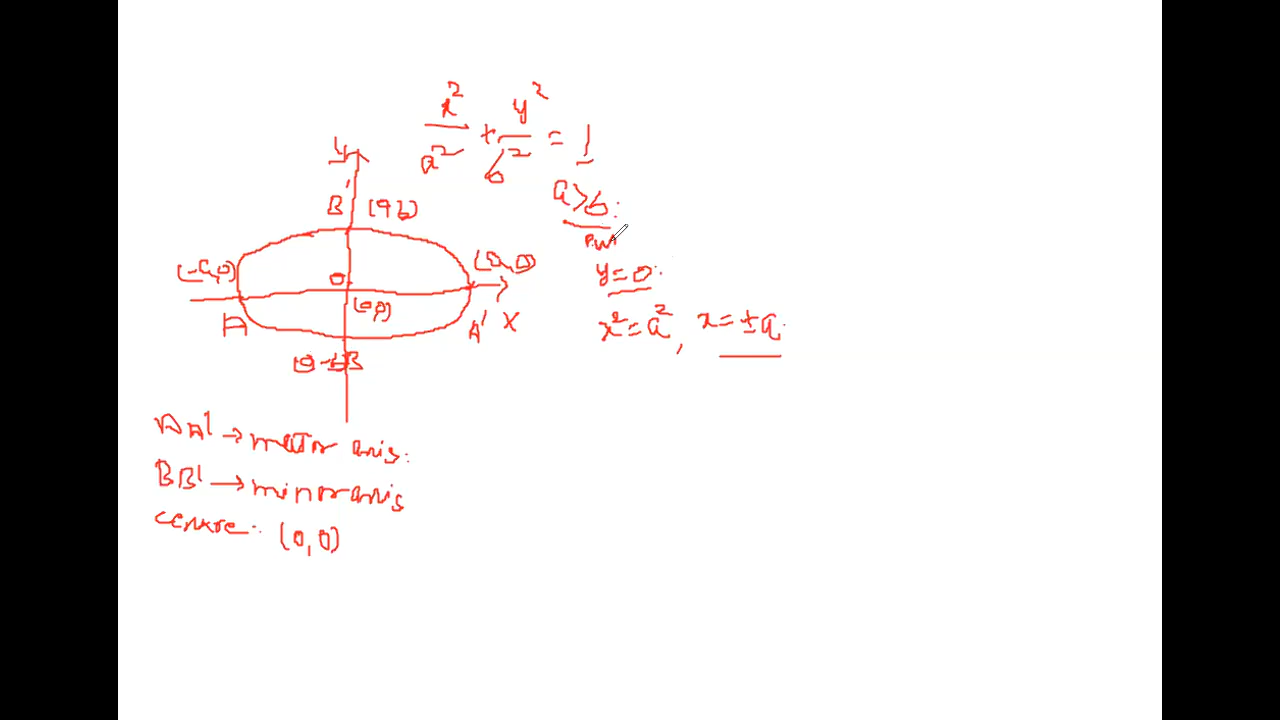 x²/a² + y²/b² = 1
a>b:
y
B' (0, b)
Put
(-a, 0)
O
(a, 0)
y=0:
(0,0)
A
A'
X
x²=a², x=±a.
(0 -b) B
AA' → major axis:
BB' → minor axis
centre: (0,0)